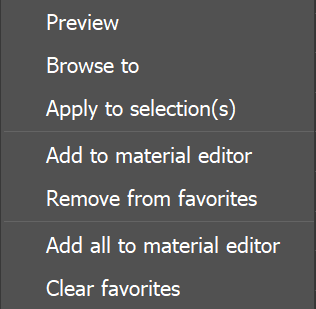 Preview
Browse to
Apply to selection(s)
Add to material editor
Remove from favorites
Add all to material editor
Clear favorites